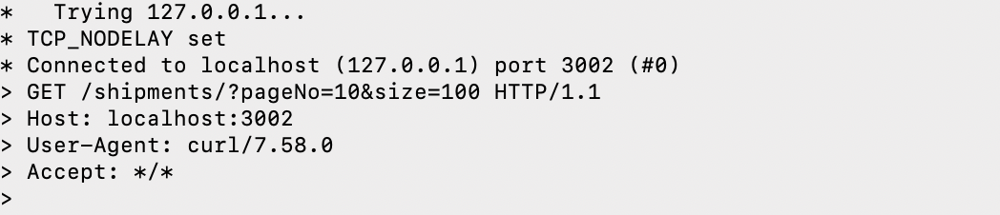 *   Trying 127.0.0.1...
* TCP_NODELAY set
* Connected to localhost (127.0.0.1) port 3002 (#0)
> GET /shipments/?pageNo=10&size=100 HTTP/1.1
> Host: localhost:3002
> User-Agent: curl/7.58.0
> Accept: */*
>